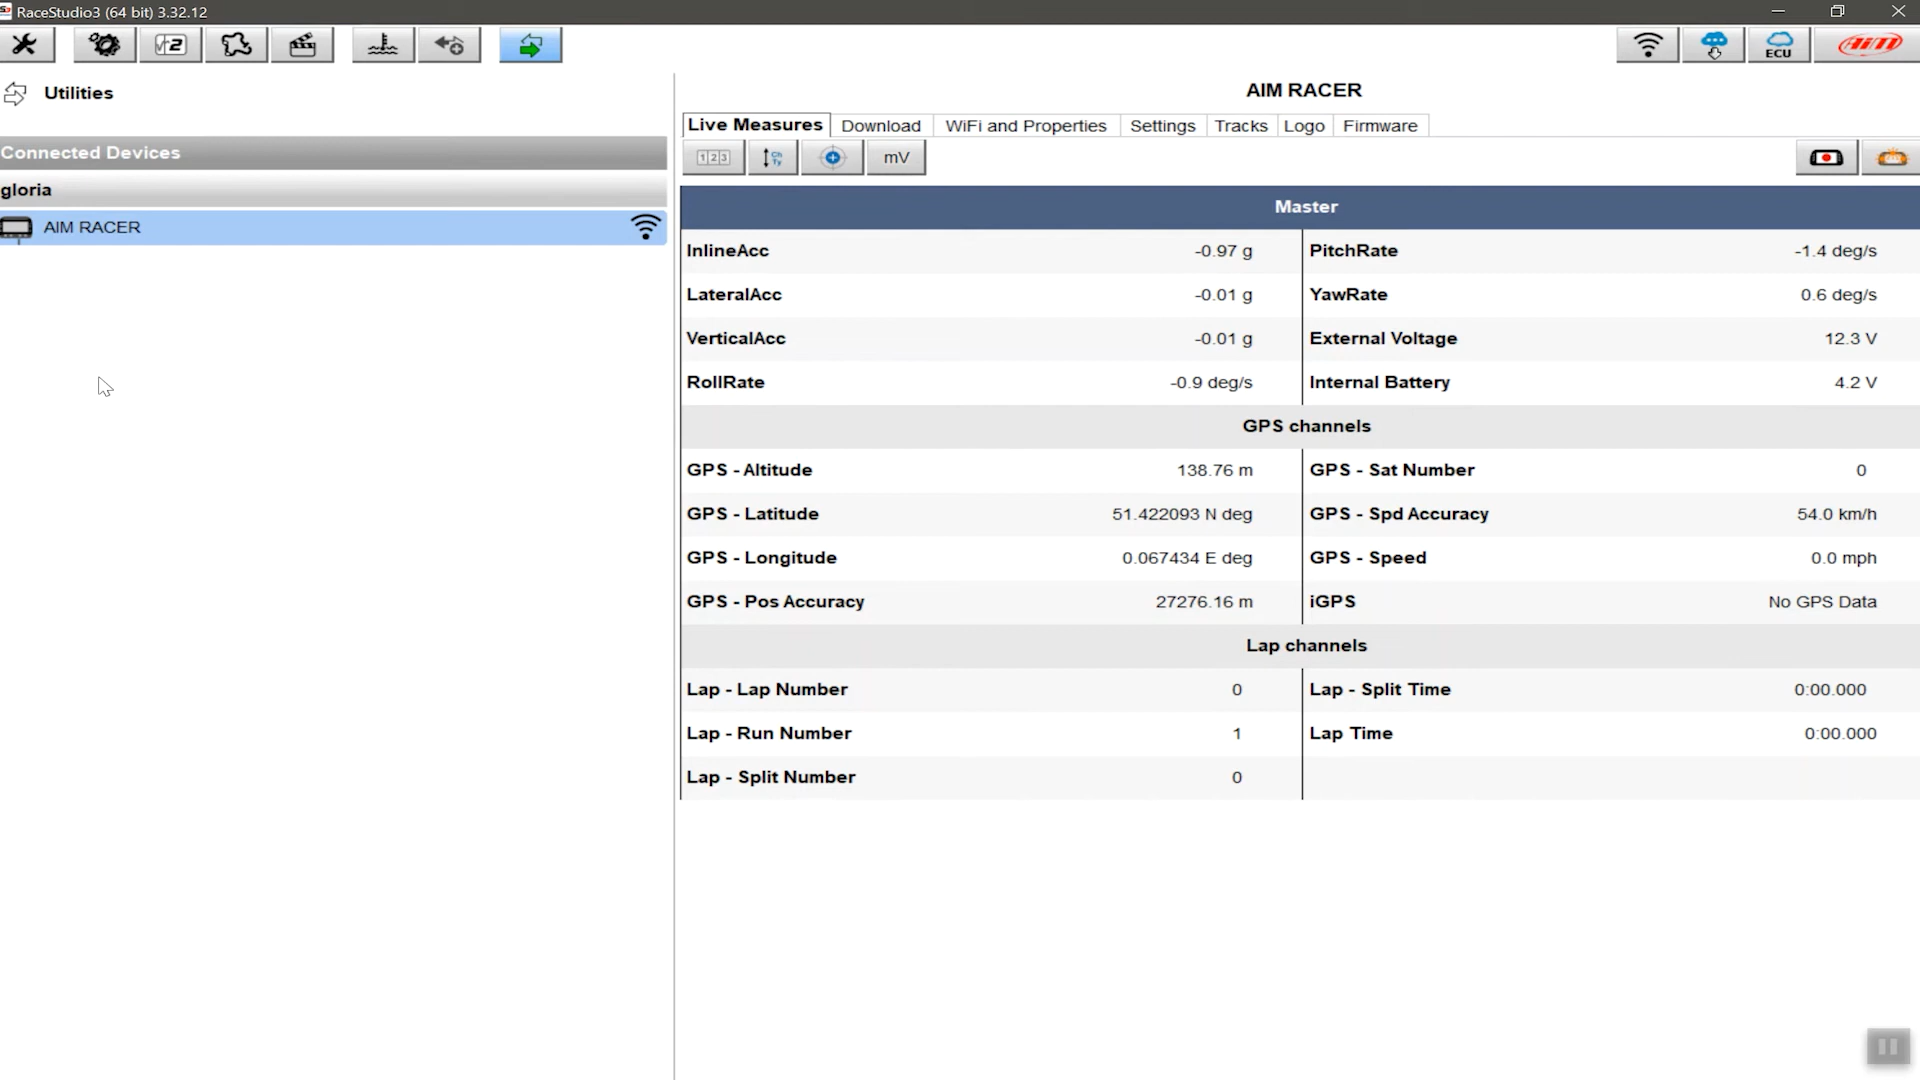 RaceStudio3 (64 bit) 3.32.12
√2
ECU
AiM
Utilities
Connected Devices
gloria
AIM RACER
AIM RACER
Live Measures Download WiFi and Properties Settings Tracks Logo Firmware
123 Ch Ty mV
Master
InlineAcc -0.97 g PitchRate -1.4 deg/s
LateralAcc -0.01 g YawRate 0.6 deg/s
VerticalAcc -0.01 g External Voltage 12.3 V
RollRate -0.9 deg/s Internal Battery 4.2 V
GPS channels
GPS - Altitude 138.76 m GPS - Sat Number 0
GPS - Latitude 51.422093 N deg GPS - Spd Accuracy 54.0 km/h
GPS - Longitude 0.067434 E deg GPS - Speed 0.0 mph
GPS - Pos Accuracy 27276.16 m iGPS No GPS Data
Lap channels
Lap - Lap Number 0 Lap - Split Time 0:00.000
Lap - Run Number 1 Lap Time 0:00.000
Lap - Split Number 0